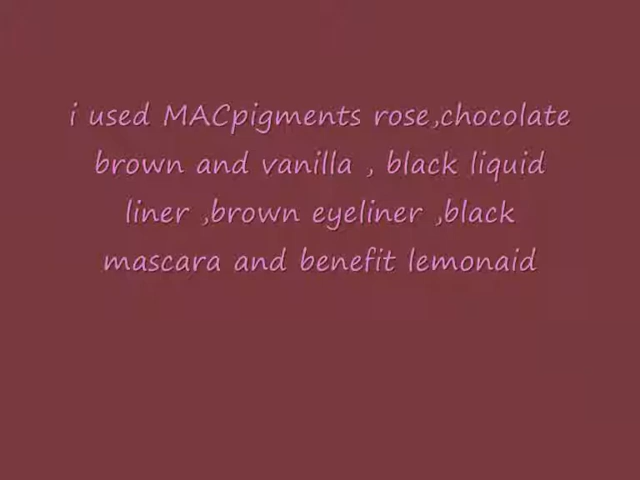 i used MACpigments rose,chocolate
brown and vanilla , black liquid
liner ,brown eyeliner ,black
mascara and benefit lemonaid